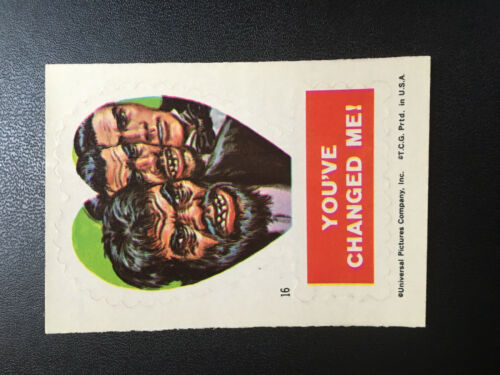 YOU'VE
CHANGED ME!
16
©Universal Pictures Company, Inc. ©T.C.G. Prtd. in U.S.A.